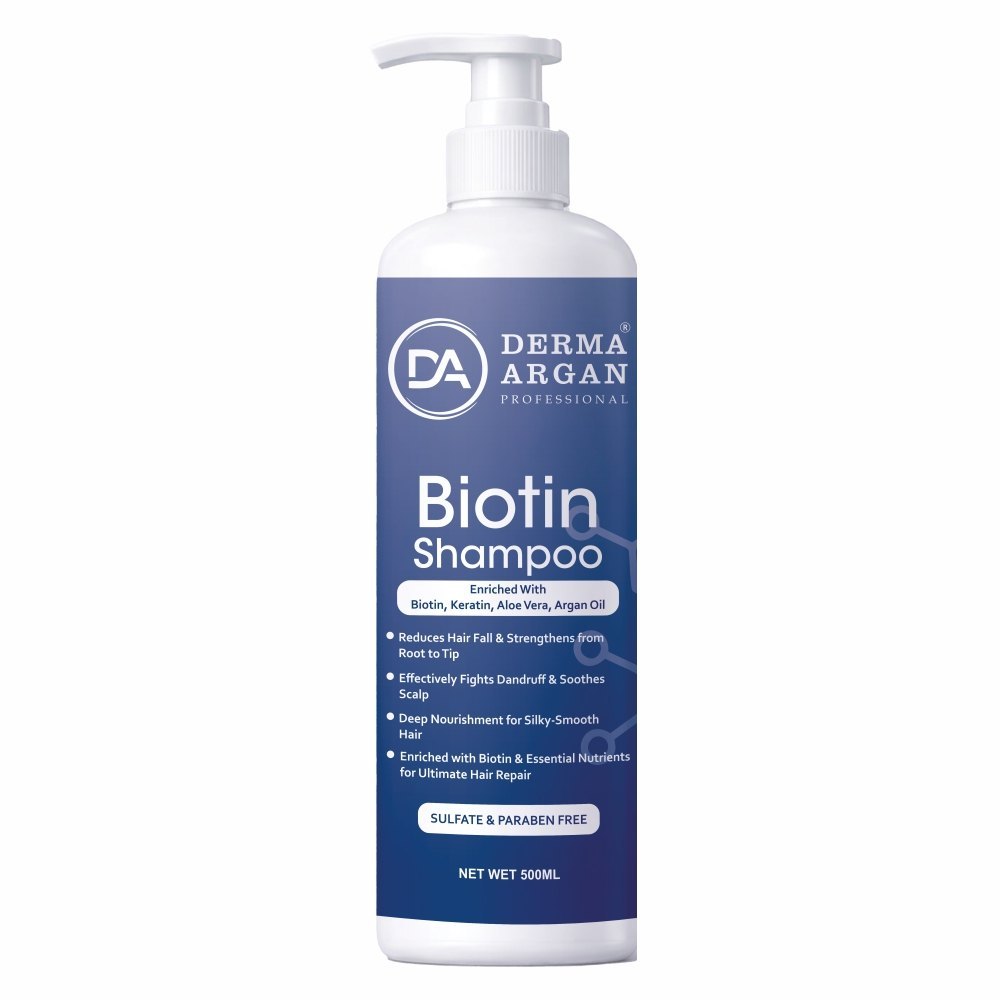 DA
DERMA®
ARGAN
PROFESSIONAL
Biotin
Shampoo
Enriched With
Biotin, Keratin, Aloe Vera, Argan Oil
• Reduces Hair Fall & Strengthens from
Root to Tip
• Effectively Fights Dandruff & Soothes
Scalp
• Deep Nourishment for Silky-Smooth
Hair
• Enriched with Biotin & Essential Nutrients
for Ultimate Hair Repair
SULFATE & PARABEN FREE
NET WET 500ML